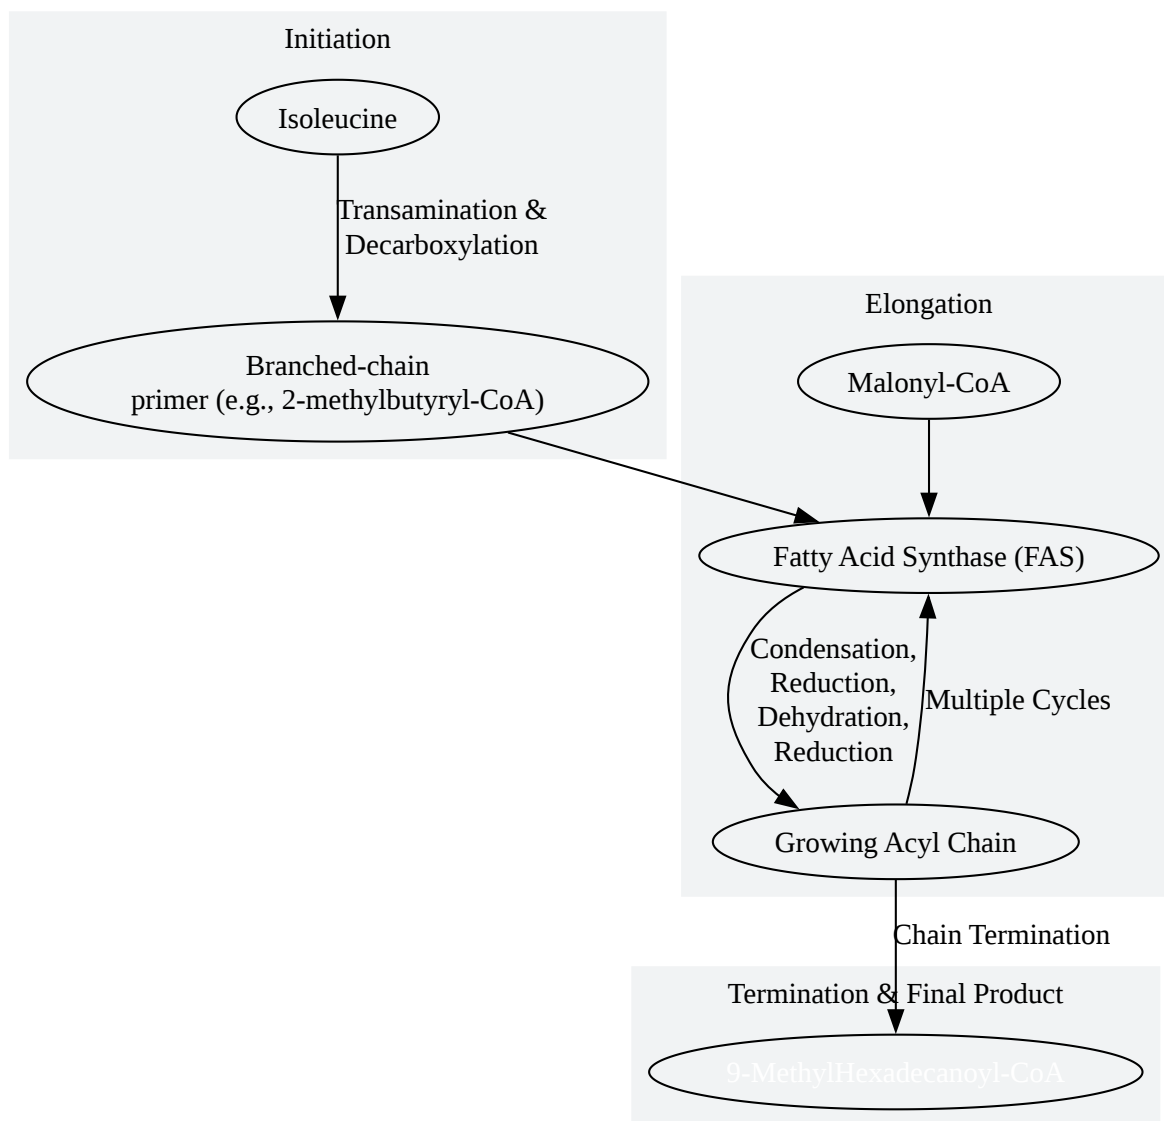 Initiation
Isoleucine
Transamination &
Decarboxylation
Branched-chain
primer (e.g., 2-methylbutyryl-CoA)
Elongation
Malonyl-CoA
Fatty Acid Synthase (FAS)
Condensation,
Reduction,
Dehydration,
Reduction
Multiple Cycles
Growing Acyl Chain
Chain Termination
Termination & Final Product
9-MethylHexadecanoyl-CoA